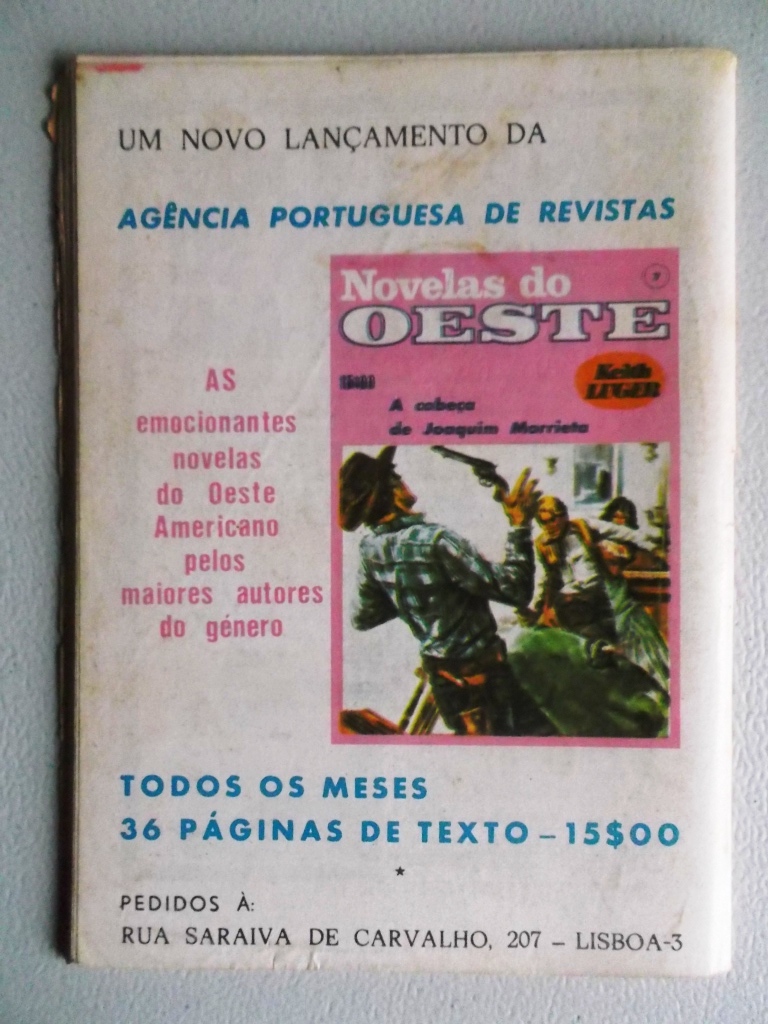 UM NOVO LANÇAMENTO DA
AGÊNCIA PORTUGUESA DE REVISTAS
AS
emocionantes
novelas
do Oeste
Americano
pelos
maiores autores
do género
Novelas do
OESTE
Keith
LUGER
A cabeça
de Joaquim Morrieta
TODOS OS MESES
36 PÁGINAS DE TEXTO – 15$00
*
PEDIDOS À:
RUA SARAIVA DE CARVALHO, 207 – LISBOA-3